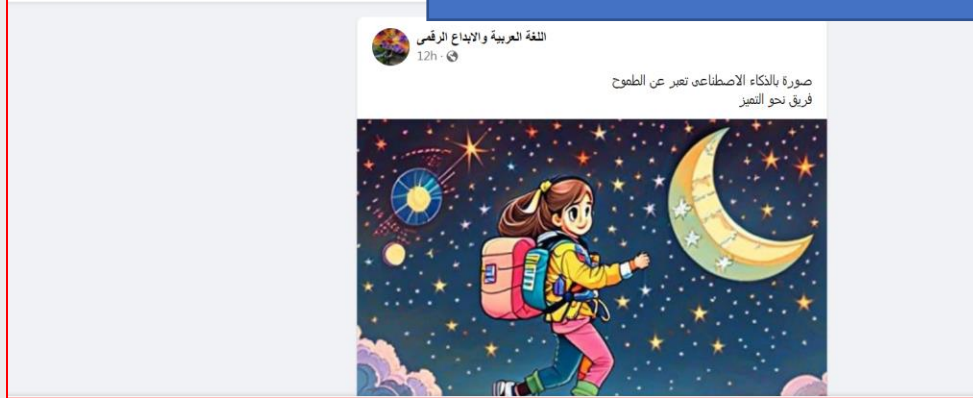 اللغة العربية والابداع الرقمى
12h
صورة بالذكاء الاصطناعى تعبر عن الطموح
فريق نحو التميز